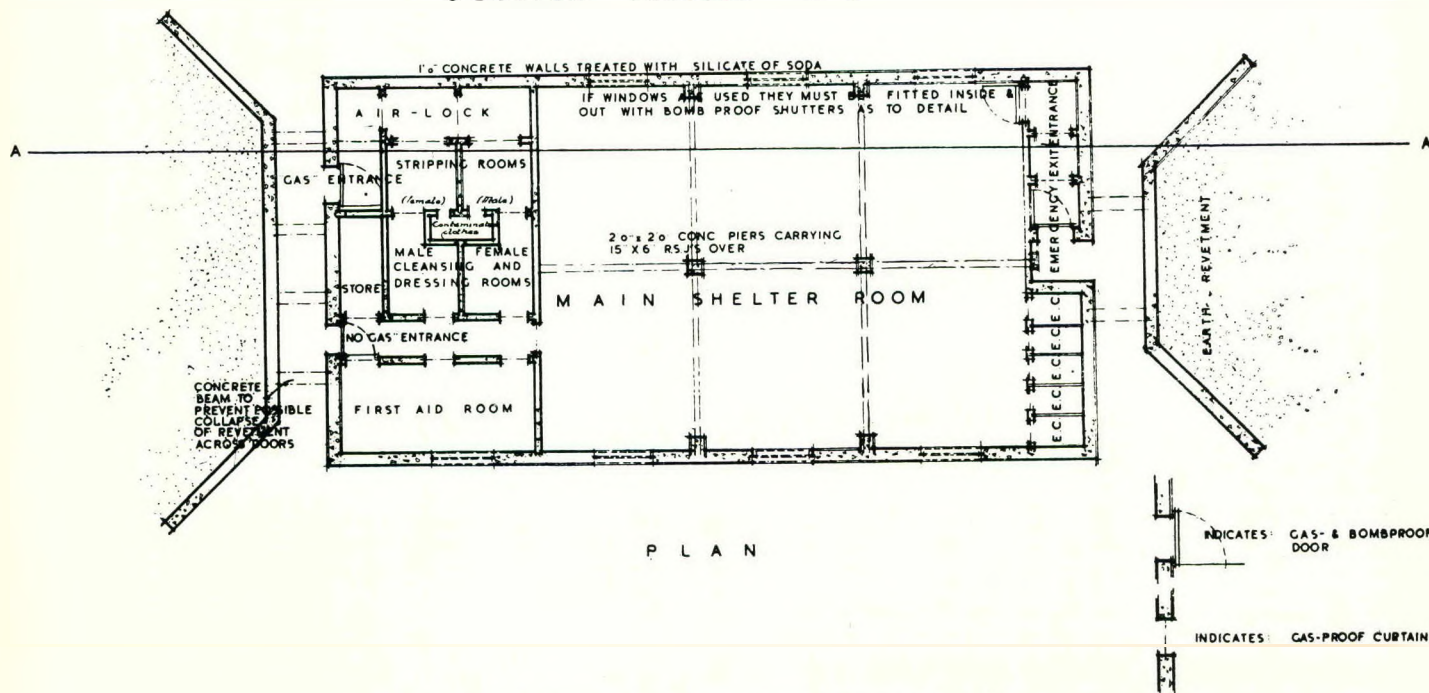 1'0" CONCRETE WALLS TREATED WITH SILICATE OF SODA
IF WINDOWS ARE USED THEY MUST BE FITTED INSIDE &
OUT WITH BOMB PROOF SHUTTERS AS TO DETAIL
AIR-LOCK
A
A
STRIPPING ROOMS
"GAS" ENTRANCE
(female) (Male)
Contaminated
clothes
MALE FEMALE
CLEANSING AND
DRESSING ROOMS
STORE
2'0" x 2'0" CONC PIERS CARRYING
15" X 6" R.S.J'S OVER
MAIN SHELTER ROOM
"NO GAS" ENTRANCE
FIRST AID ROOM
CONCRETE
BEAM TO
PREVENT POSSIBLE
COLLAPSE
OF REVETMENT
ACROSS DOORS
E.C. E.C. E.C. E.C. E.C. EMERGENCY EXIT ENTRANCE
EARTH REVETMENT
PLAN
INDICATES: GAS- & BOMBPROOF
DOOR
INDICATES: GAS-PROOF CURTAIN